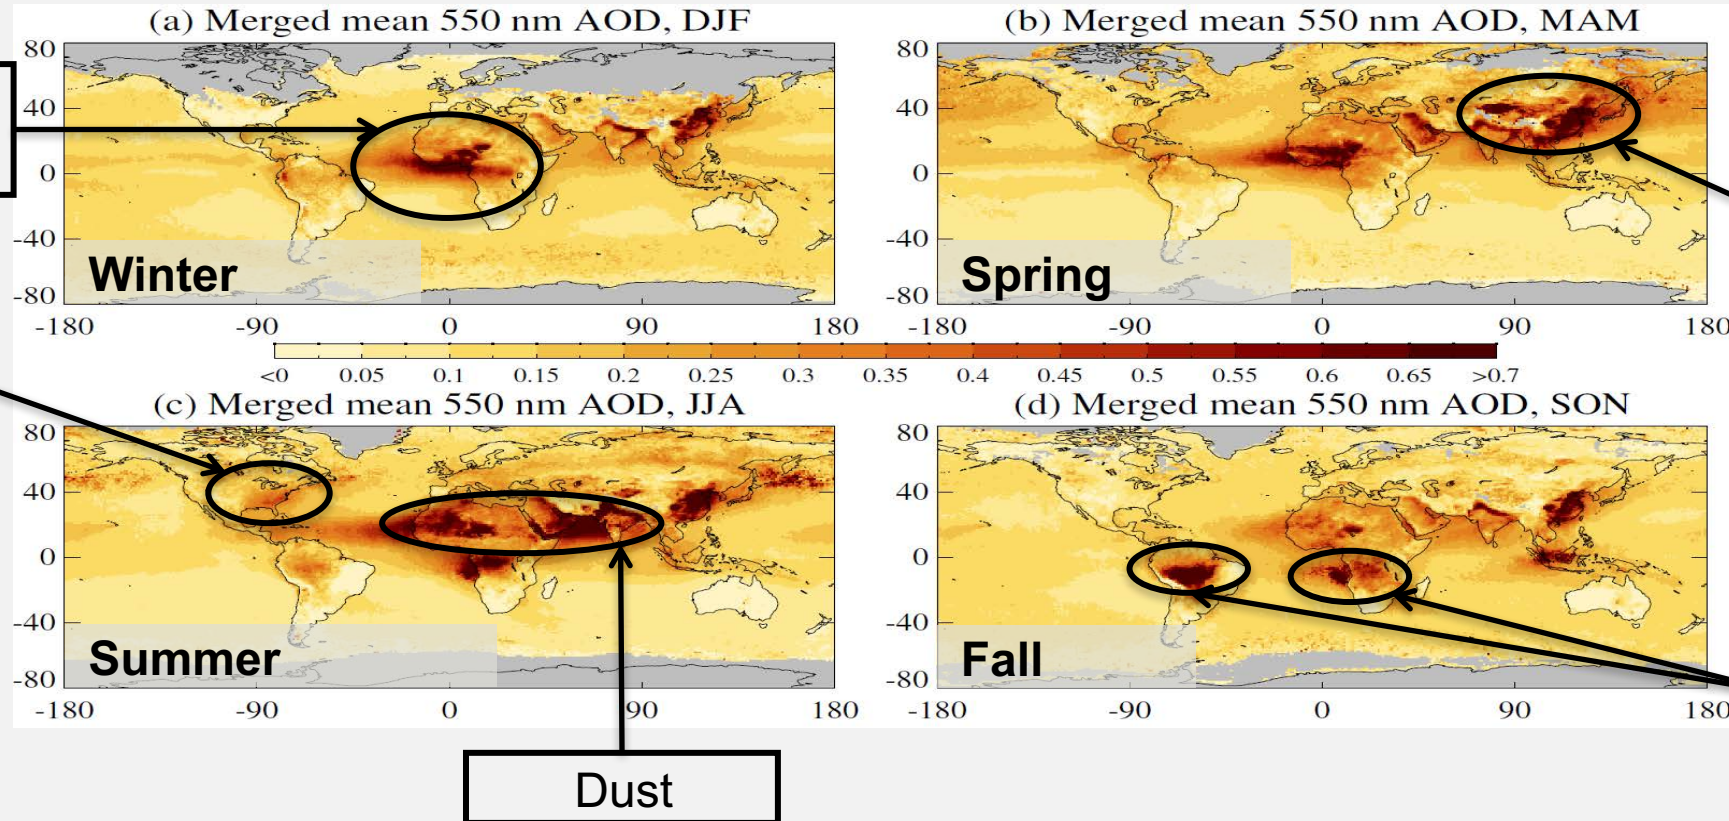 (a) Merged mean 550 nm AOD, DJF
80
40
0
-40
-80
-180 -90 0 90 180
Winter
(b) Merged mean 550 nm AOD, MAM
80
40
0
-40
-80
-180 -90 0 90 180
Spring
<0 0.05 0.1 0.15 0.2 0.25 0.3 0.35 0.4 0.45 0.5 0.55 0.6 0.65 >0.7
(c) Merged mean 550 nm AOD, JJA
80
40
0
-40
-80
-180 -90 0 90 180
Summer
(d) Merged mean 550 nm AOD, SON
80
40
0
-40
-80
-180 -90 0 90 180
Fall
Dust